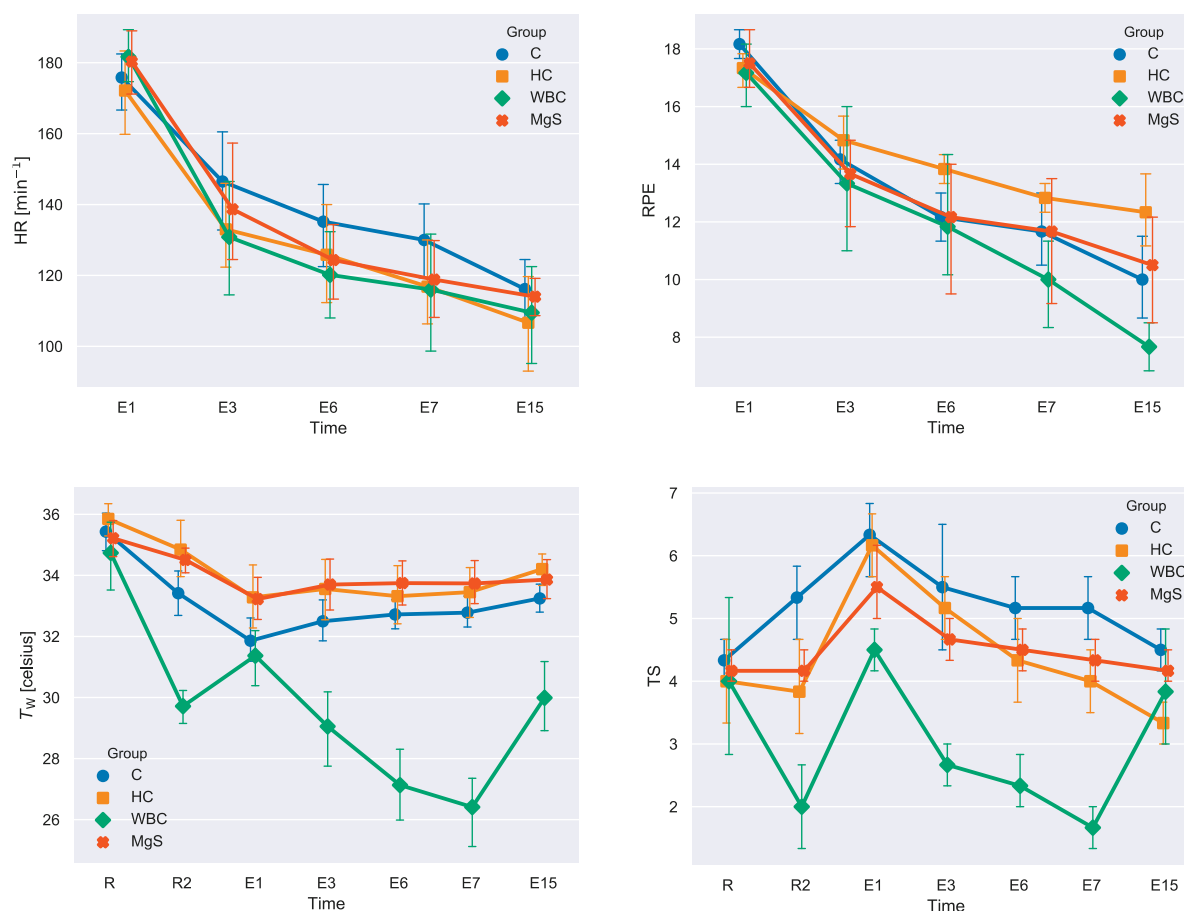 Group
C
HC
WBC
MgS
180
160
140
120
100
HR [min⁻¹]
E1 E3 E6 E7 E15
Time
Group
C
HC
WBC
MgS
18
16
14
12
10
8
RPE
E1 E3 E6 E7 E15
Time
36
34
32
30
28
26
T_W [celsius]
Group
C
HC
WBC
MgS
R R2 E1 E3 E6 E7 E15
Time
7
6
5
4
3
2
TS
Group
C
HC
WBC
MgS
R R2 E1 E3 E6 E7 E15
Time